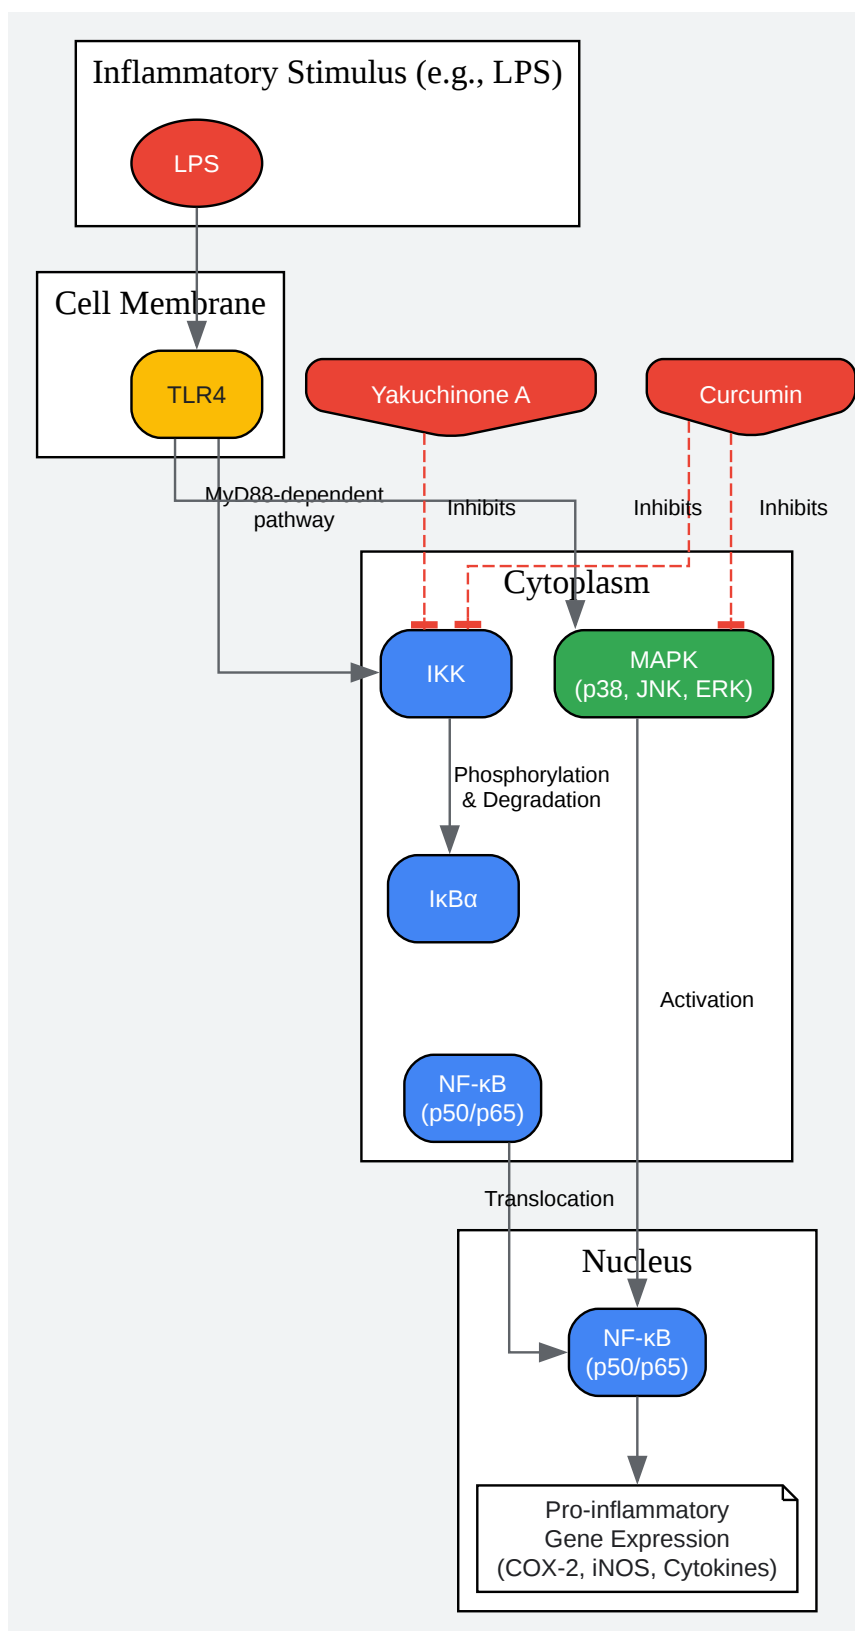 Inflammatory Stimulus (e.g., LPS)
LPS
Cell Membrane
TLR4
Yakuchinone A
Curcumin
MyD88-dependent
pathway
Inhibits
Inhibits
Inhibits
Cytoplasm
IKK
MAPK
(p38, JNK, ERK)
Phosphorylation
& Degradation
IκBα
Activation
NF-κB
(p50/p65)
Translocation
Nucleus
NF-κB
(p50/p65)
Pro-inflammatory
Gene Expression
(COX-2, iNOS, Cytokines)